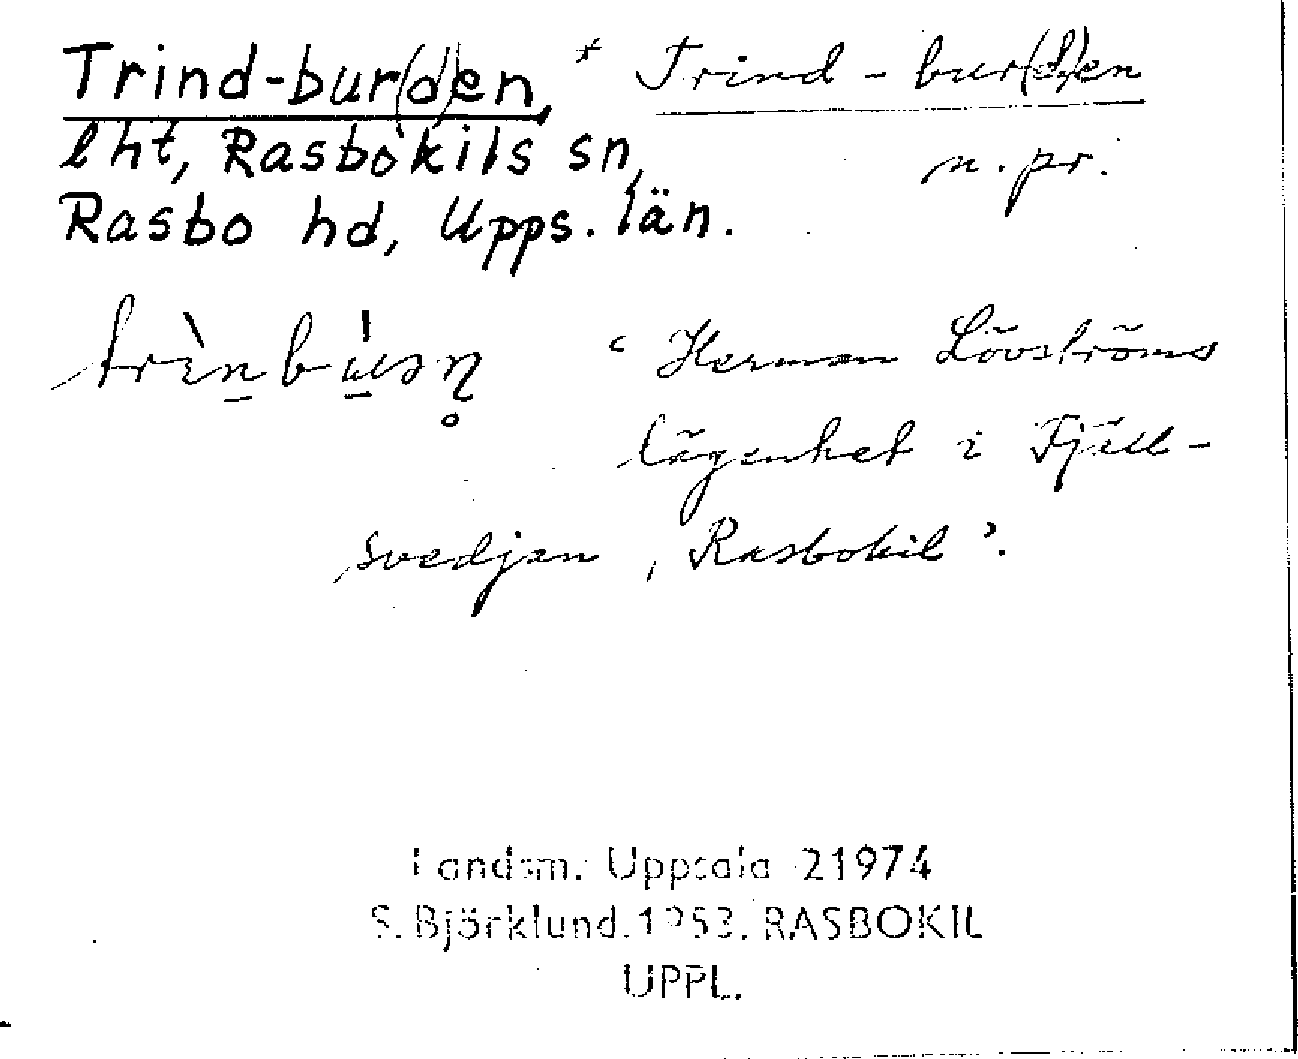 Trind-bur(d)en, * Trind-bur(d)en
lht, Rasbokils sn, n.pr.
Rasbo hd, Upps. län.
trìnbúsn̥ ‘Herman Lövströms
lägenhet i Fjäll-
svedjan, Rasbokil’.
Landsm. Uppsala 21974
S. Björklund. 1953. RASBOKIL
UPPL.